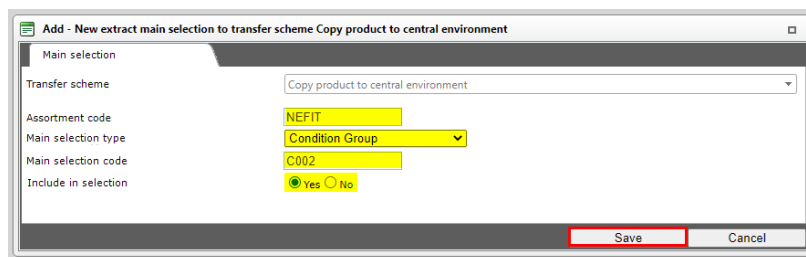 Add - New extract main selection to transfer scheme Copy product to central environment
Main selection
Transfer scheme Copy product to central environment
Assortment code NEFIT
Main selection type Condition Group
Main selection code C002
Include in selection Yes No
Save Cancel